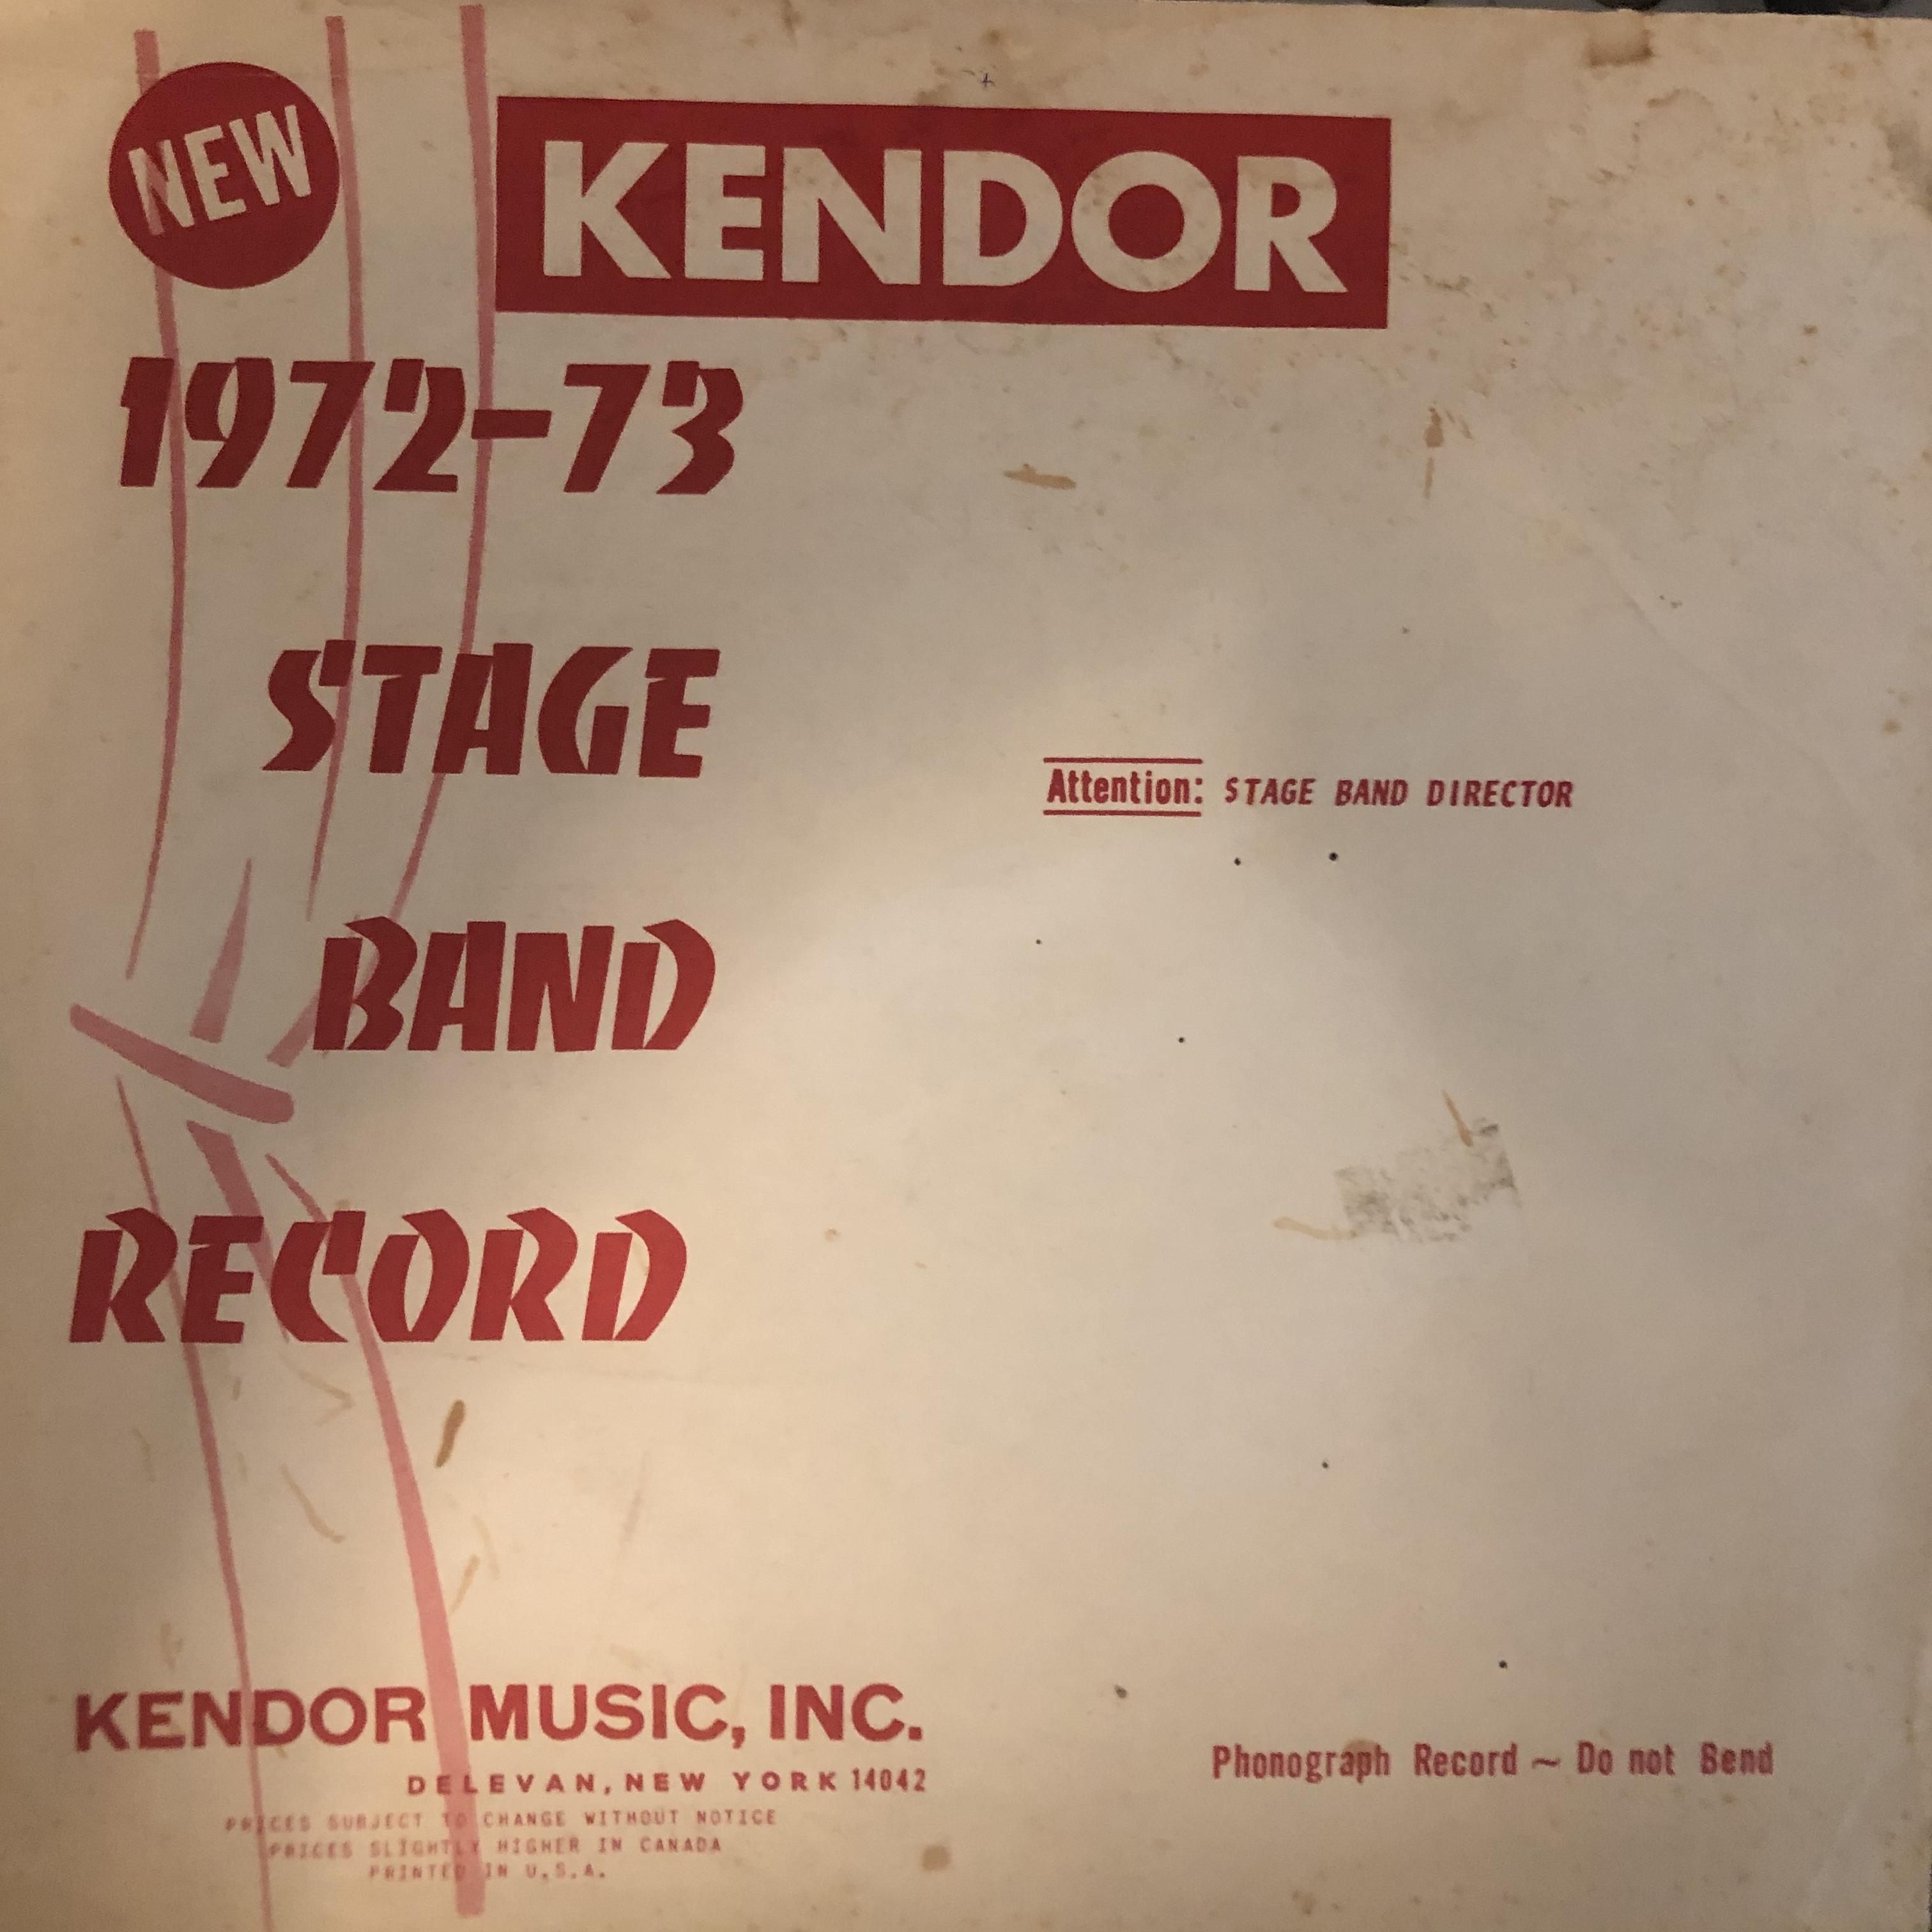 NEW
KENDOR
1972-73
STAGE
BAND
RECORD
Attention: STAGE BAND DIRECTOR
KENDOR MUSIC, INC.
DELEVAN, NEW YORK 14042
PRICES SUBJECT TO CHANGE WITHOUT NOTICE
PRICES SLIGHTLY HIGHER IN CANADA
PRINTED IN U.S.A.
Phonograph Record ~ Do not Bend